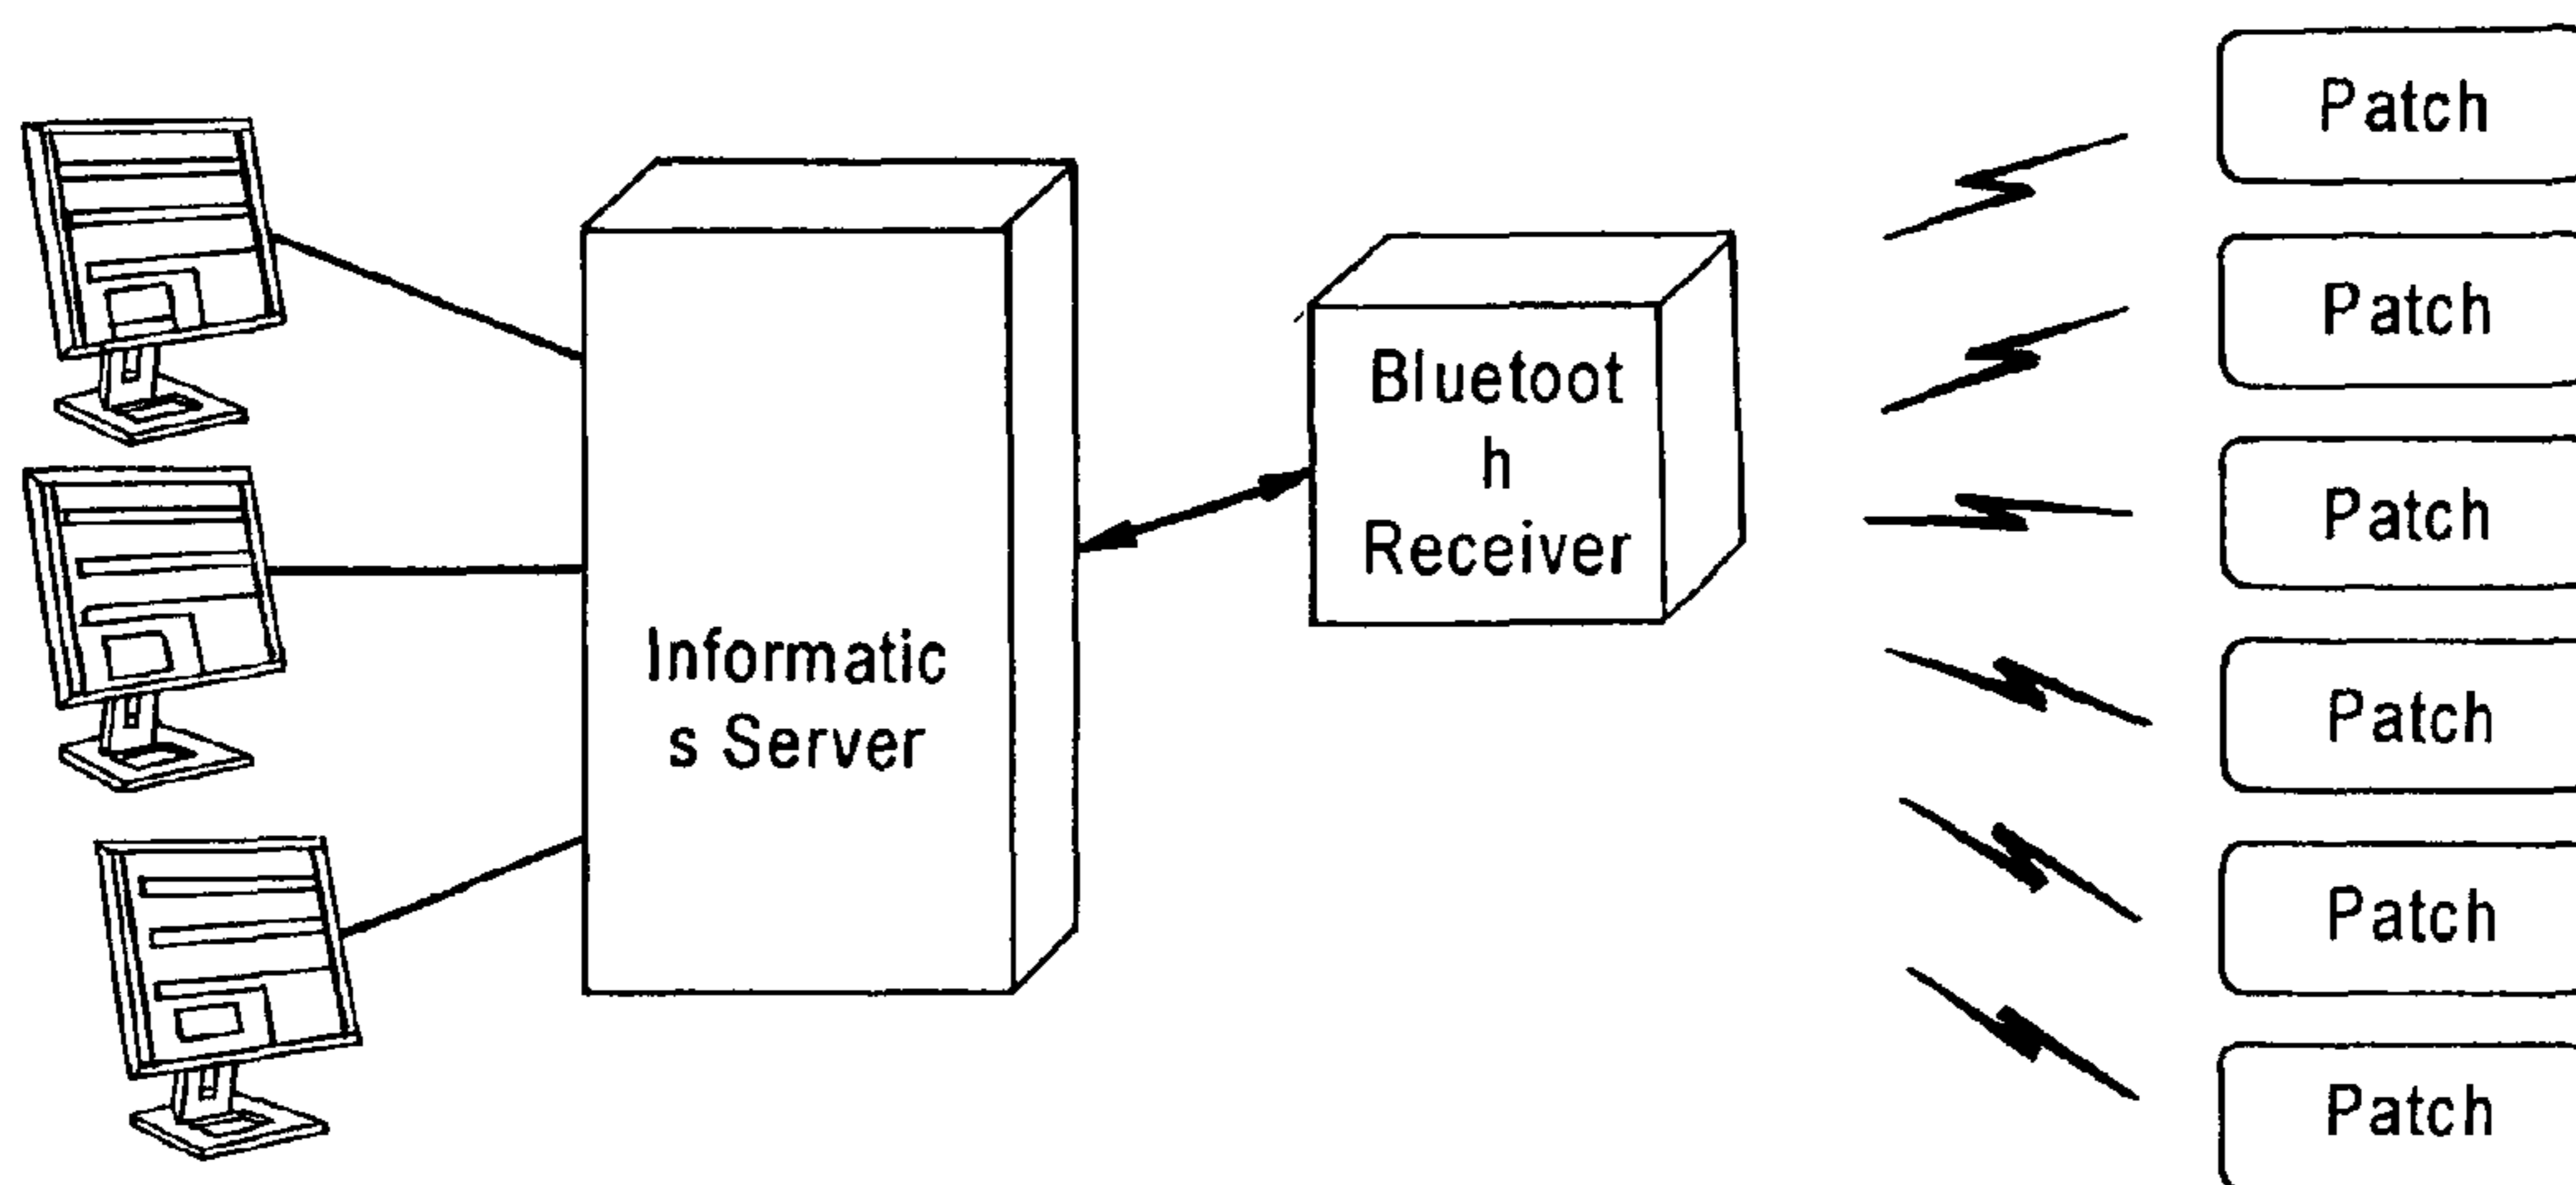 Informatic
s Server
Bluetoot
h
Receiver
Patch
Patch
Patch
Patch
Patch
Patch